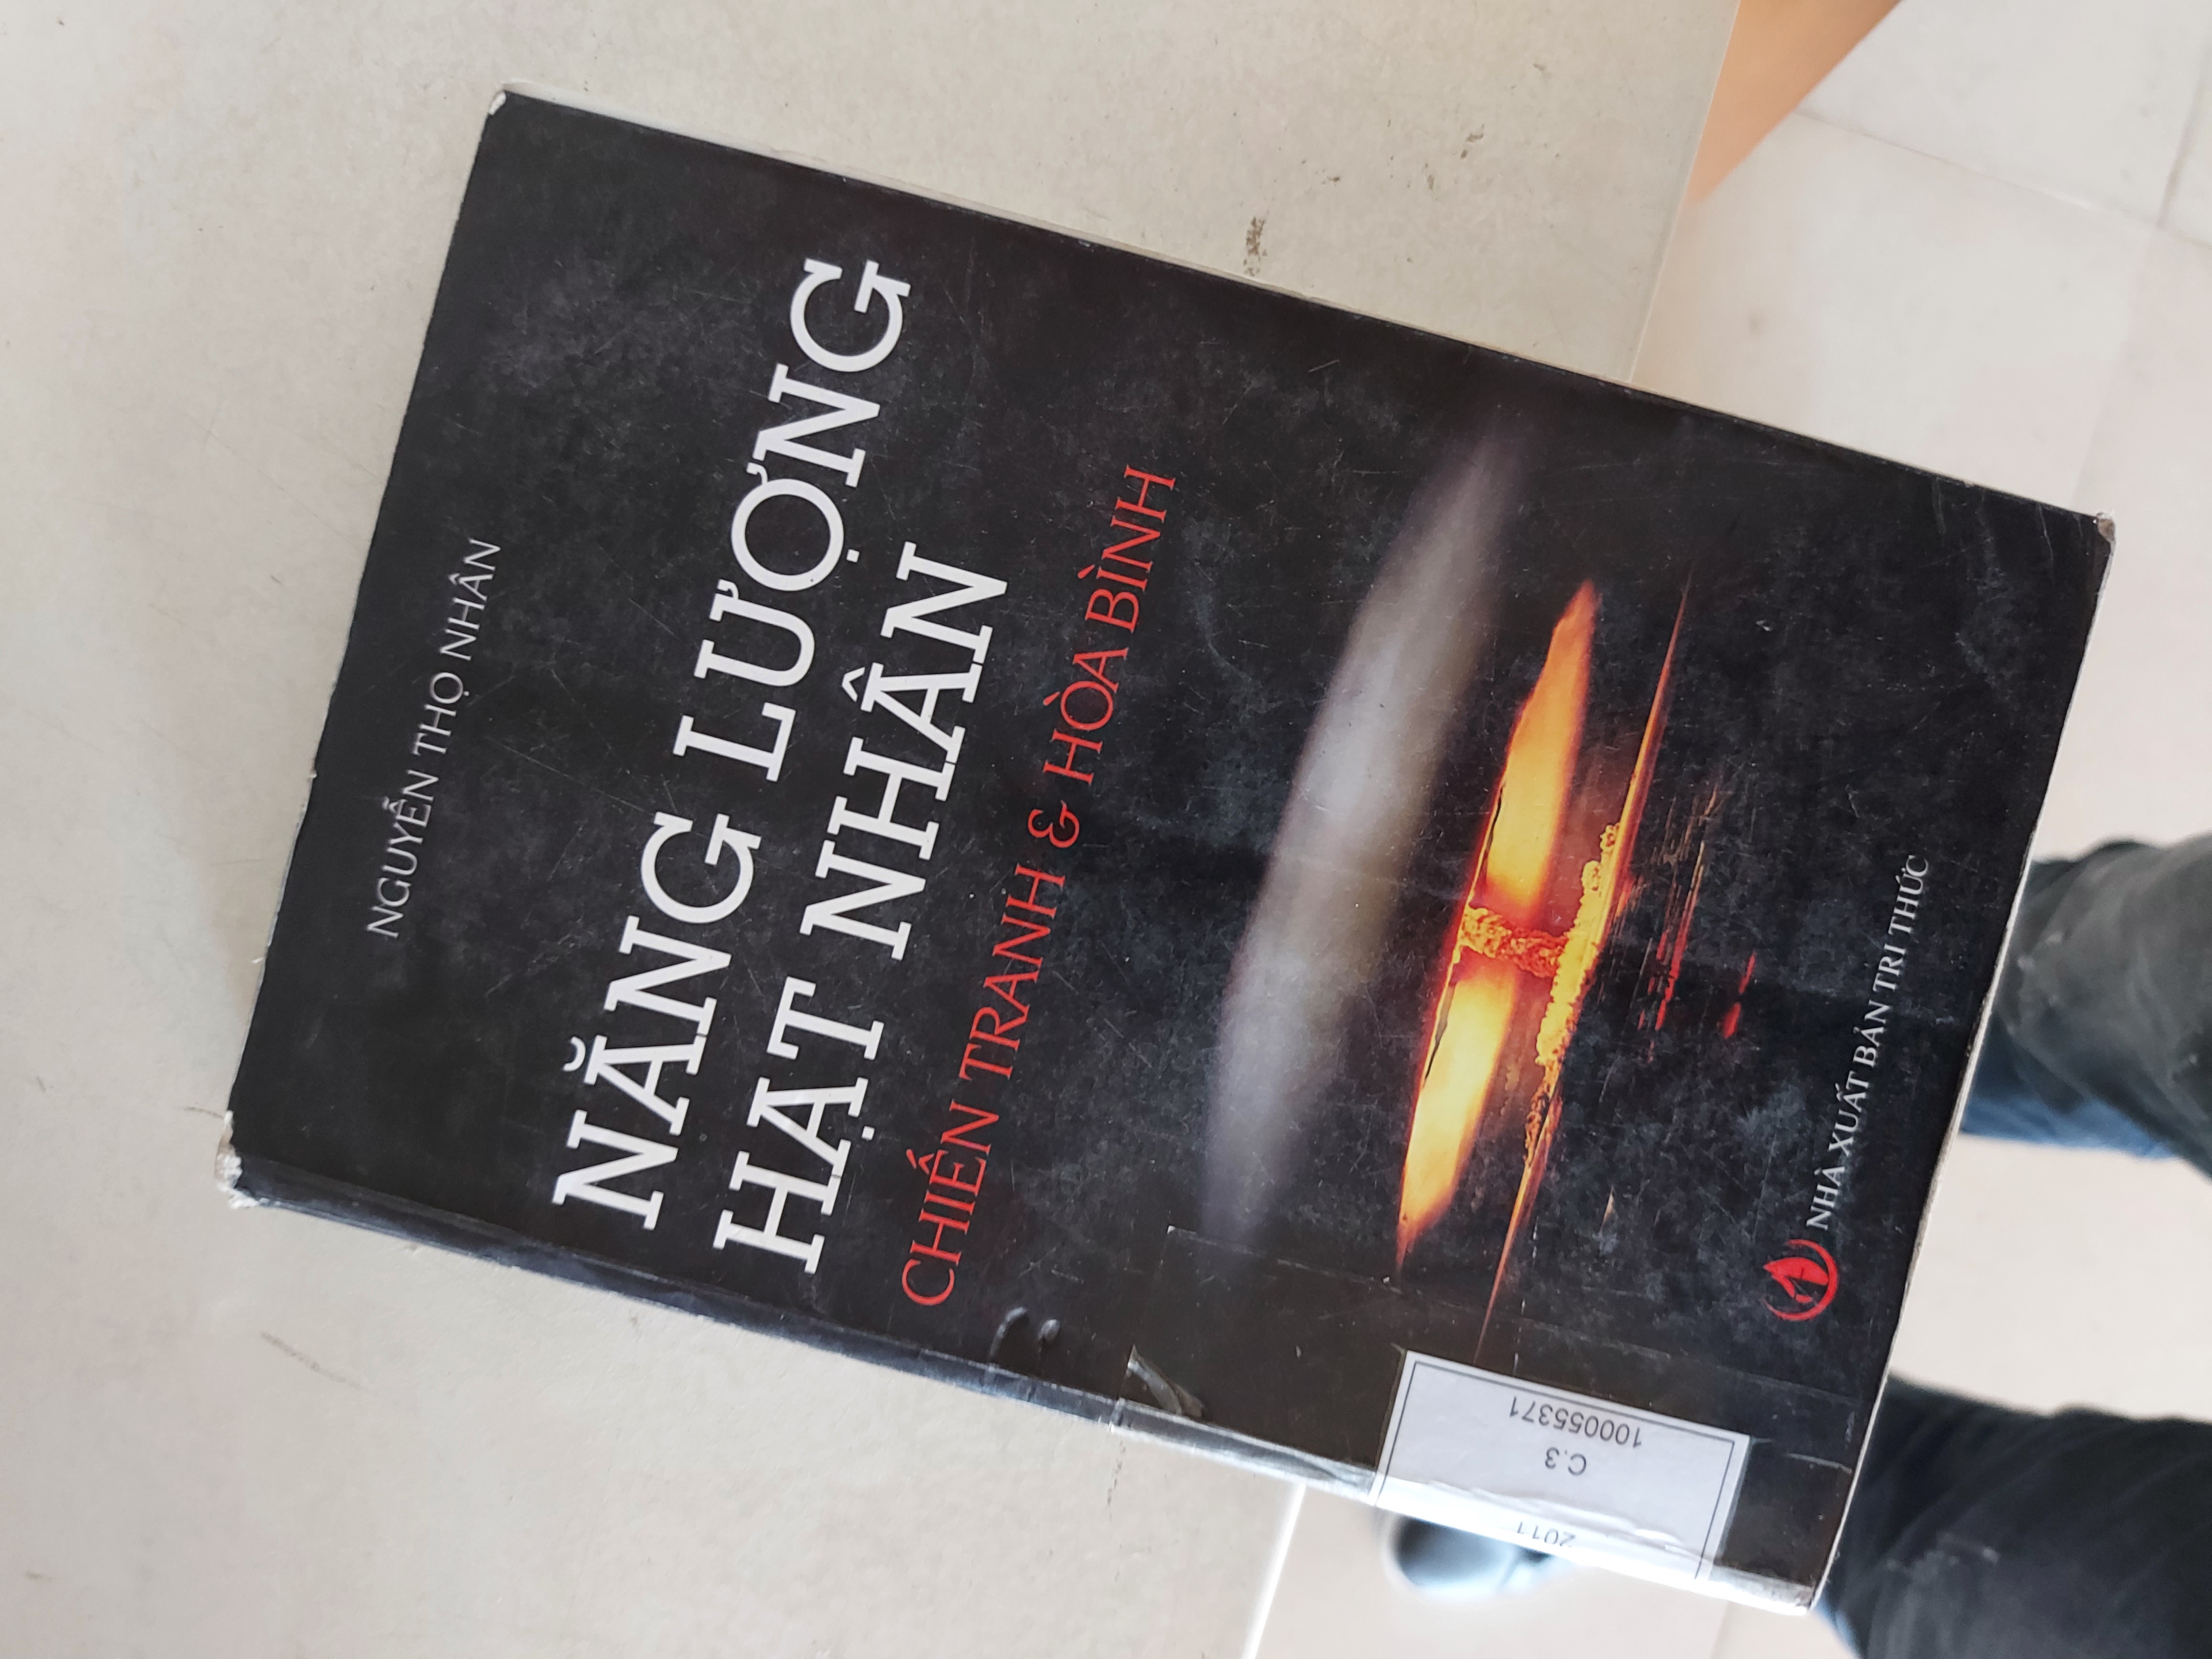 NGUYỄN THỌ NHÂN
NĂNG LƯỢNG
HẠT NHÂN
CHIẾN TRANH & HÒA BÌNH
2011
C.3
100055371
NHÀ XUẤT BẢN TRI THỨC